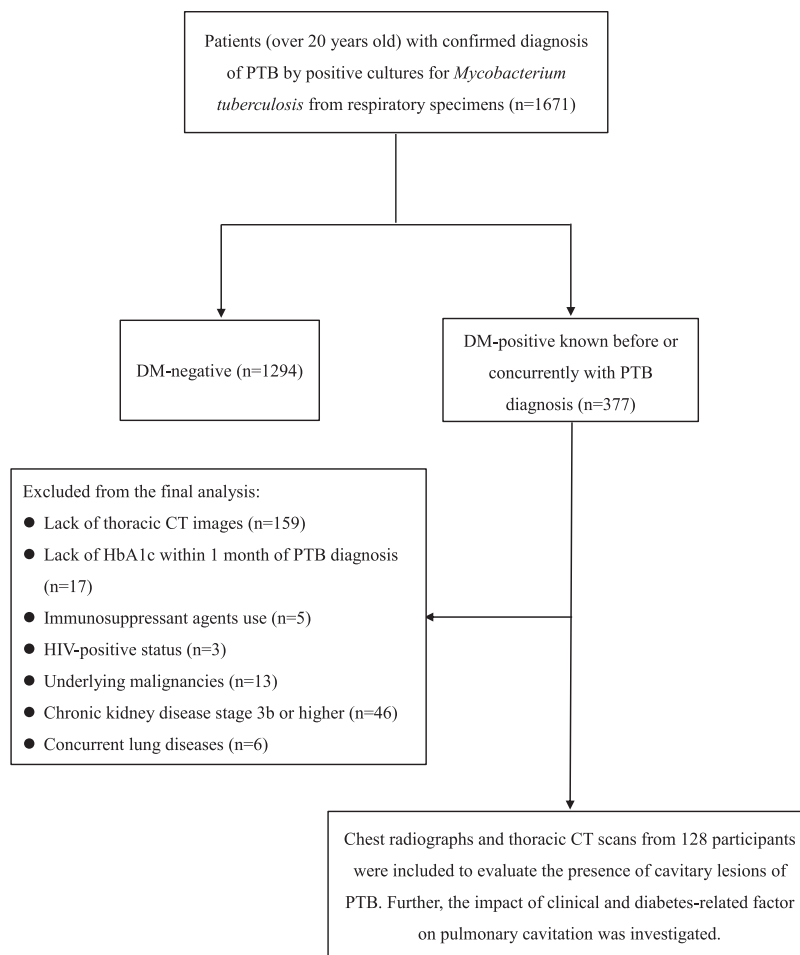 Patients (over 20 years old) with confirmed diagnosis
of PTB by positive cultures for Mycobacterium
tuberculosis from respiratory specimens (n=1671)
DM-negative (n=1294)
DM-positive known before or
concurrently with PTB
diagnosis (n=377)
Excluded from the final analysis:
● Lack of thoracic CT images (n=159)
● Lack of HbA1c within 1 month of PTB diagnosis
(n=17)
● Immunosuppressant agents use (n=5)
● HIV-positive status (n=3)
● Underlying malignancies (n=13)
● Chronic kidney disease stage 3b or higher (n=46)
● Concurrent lung diseases (n=6)
Chest radiographs and thoracic CT scans from 128 participants
were included to evaluate the presence of cavitary lesions of
PTB. Further, the impact of clinical and diabetes-related factor
on pulmonary cavitation was investigated.